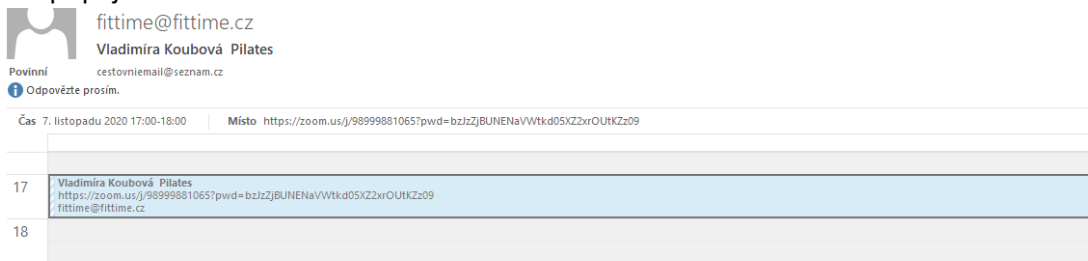 fittime@fittime.cz
Vladimíra Koubová Pilates
Povinní cestovniemail@seznam.cz
Odpovězte prosím.
Čas 7. listopadu 2020 17:00-18:00 Místo https://zoom.us/j/98999881065?pwd=bzJzZjBUNENaVVVtkd05XZ2xrOUtKZz09
17 Vladimíra Koubová Pilates
https://zoom.us/j/98999881065?pwd=bzJzZjBUNENaVVVtkd05XZ2xrOUtKZz09
fittime@fittime.cz
18